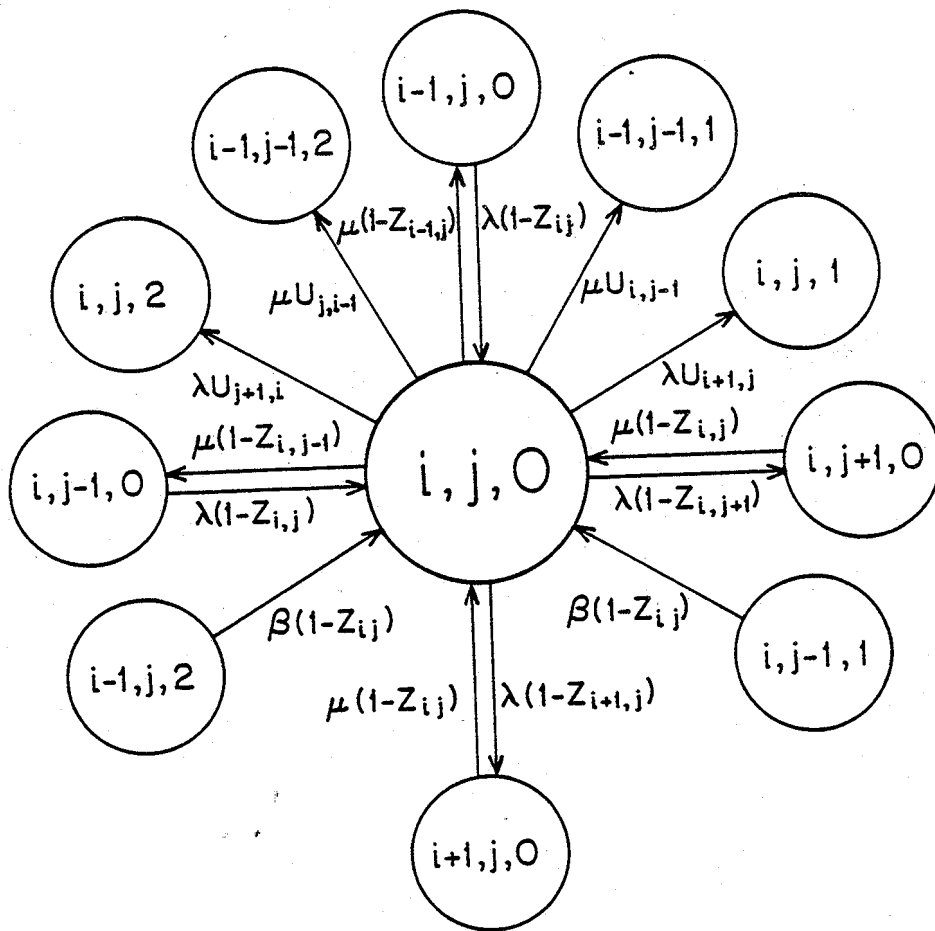 i-1, j, 0
i-1, j-1, 2
i-1, j-1, 1
μ(1-Z_{i-1,j})
λ(1-Z_{ij})
i, j, 2
i, j, 1
μU_{j,i-1}
μU_{i,j-1}
λU_{j+1,i}
λU_{i+1,j}
μ(1-Z_{i,j-1})
μ(1-Z_{i,j})
i, j-1, 0
i, j, 0
i, j+1, 0
λ(1-Z_{i,j})
λ(1-Z_{i,j+1})
β(1-Z_{ij})
β(1-Z_{ij})
i-1, j, 2
i, j-1, 1
μ(1-Z_{ij})
λ(1-Z_{i+1,j})
i+1, j, 0